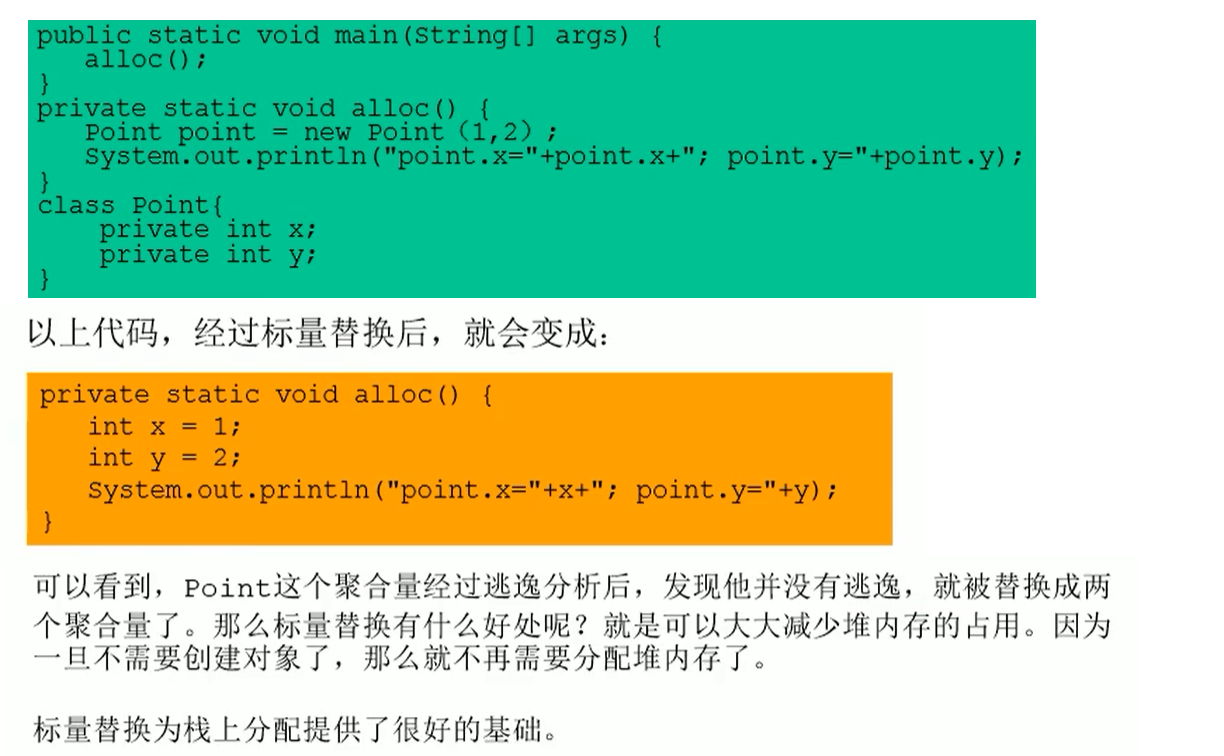 public static void main(String[] args) {
alloc();
}
private static void alloc() {
Point point = new Point（1,2）;
System.out.println("point.x="+point.x+"; point.y="+point.y);
}
class Point{
private int x;
private int y;
}
以上代码，经过标量替换后，就会变成：
private static void alloc() {
int x = 1;
int y = 2;
System.out.println("point.x="+x+"; point.y="+y);
}
可以看到，Point这个聚合量经过逃逸分析后，发现他并没有逃逸，就被替换成两
个聚合量了。那么标量替换有什么好处呢？就是可以大大减少堆内存的占用。因为
一旦不需要创建对象了，那么就不再需要分配堆内存了。
标量替换为栈上分配提供了很好的基础。